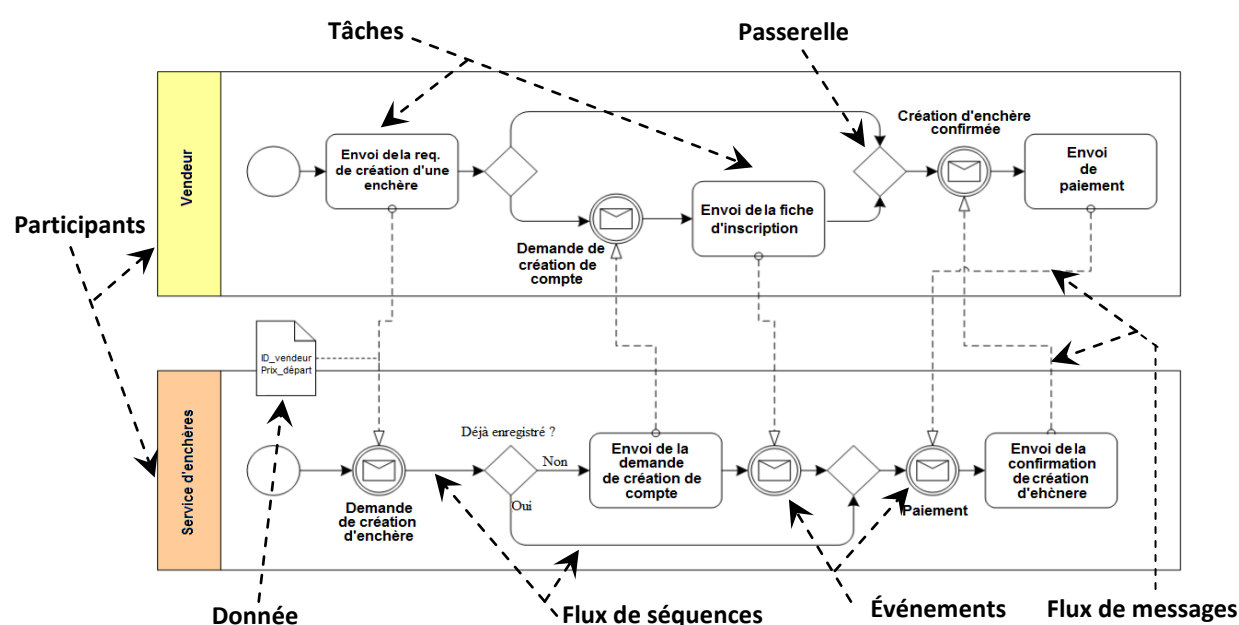 Tâches
Passerelle
Participants
Vendeur
Envoi de la req.
de création d'une
enchère
Demande de
création de
compte
Envoi de la fiche
d'inscription
Création d'enchère
confirmée
Envoi
de
paiement
ID_vendeur
Prix_départ
Service d'enchères
Demande
de création
d'enchère
Déjà enregistré ?
Non
Oui
Envoi de la
demande
de création de
compte
Paiement
Envoi de la
confirmation
de création
d'ehcnere
Donnée
Flux de séquences
Événements
Flux de messages